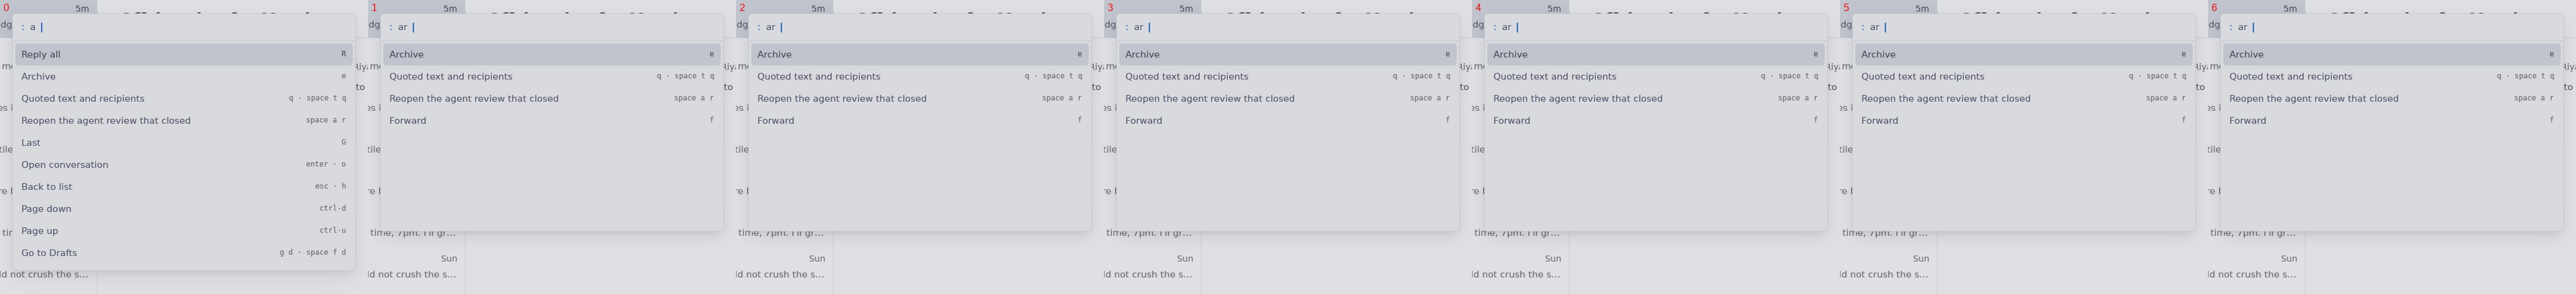 0
5m
: a
Reply all R
Archive e
Quoted text and recipients q · space t q
Reopen the agent review that closed space a r
Last G
Open conversation enter · o
Back to list esc · h
Page down ctrl-d
Page up ctrl-u
Go to Drafts g d · space f d
ld not crush the s…
1
5m
: ar
Archive e
Quoted text and recipients q · space t q
Reopen the agent review that closed space a r
Forward f
time, 7pm. I'll gr…
Sun
ld not crush the s…
2
5m
: ar
Archive e
Quoted text and recipients q · space t q
Reopen the agent review that closed space a r
Forward f
time, 7pm. I'll gr…
Sun
ld not crush the s…
3
5m
: ar
Archive e
Quoted text and recipients q · space t q
Reopen the agent review that closed space a r
Forward f
time, 7pm. I'll gr…
Sun
ld not crush the s…
4
5m
: ar
Archive e
Quoted text and recipients q · space t q
Reopen the agent review that closed space a r
Forward f
time, 7pm. I'll gr…
Sun
ld not crush the s…
5
5m
: ar
Archive e
Quoted text and recipients q · space t q
Reopen the agent review that closed space a r
Forward f
time, 7pm. I'll gr…
Sun
ld not crush the s…
6
5m
: ar
Archive e
Quoted text and recipients q · space t q
Reopen the agent review that closed space a r
Forward f
time, 7pm. I'll gr…
Sun
ld not crush the s…